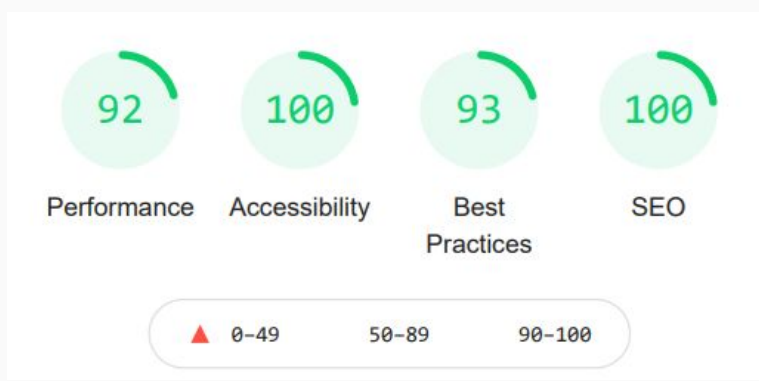 92 100 93 100
Performance Accessibility Best Practices SEO
0–49 50–89 90–100